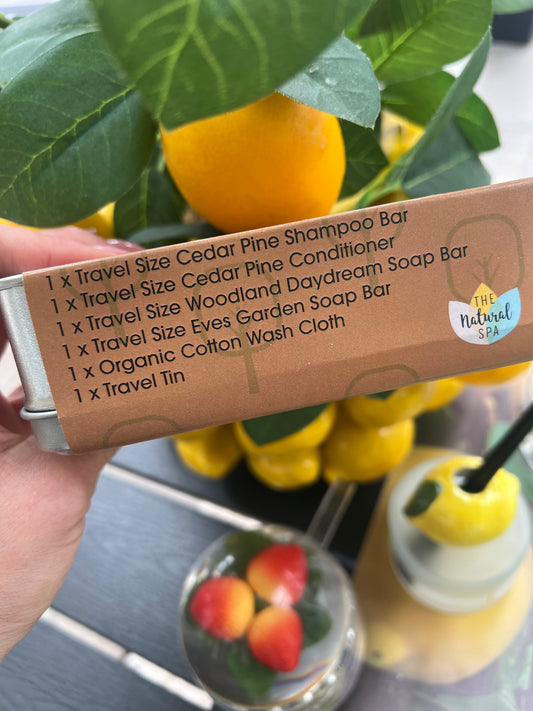 1 x Travel Size Cedar Pine Shampoo Bar
1 x Travel Size Cedar Pine Conditioner
1 x Travel Size Woodland Daydream Soap Bar
1 x Travel Size Eves Garden Soap Bar
1 x Organic Cotton Wash Cloth
1 x Travel Tin
THE
Natural
SPA